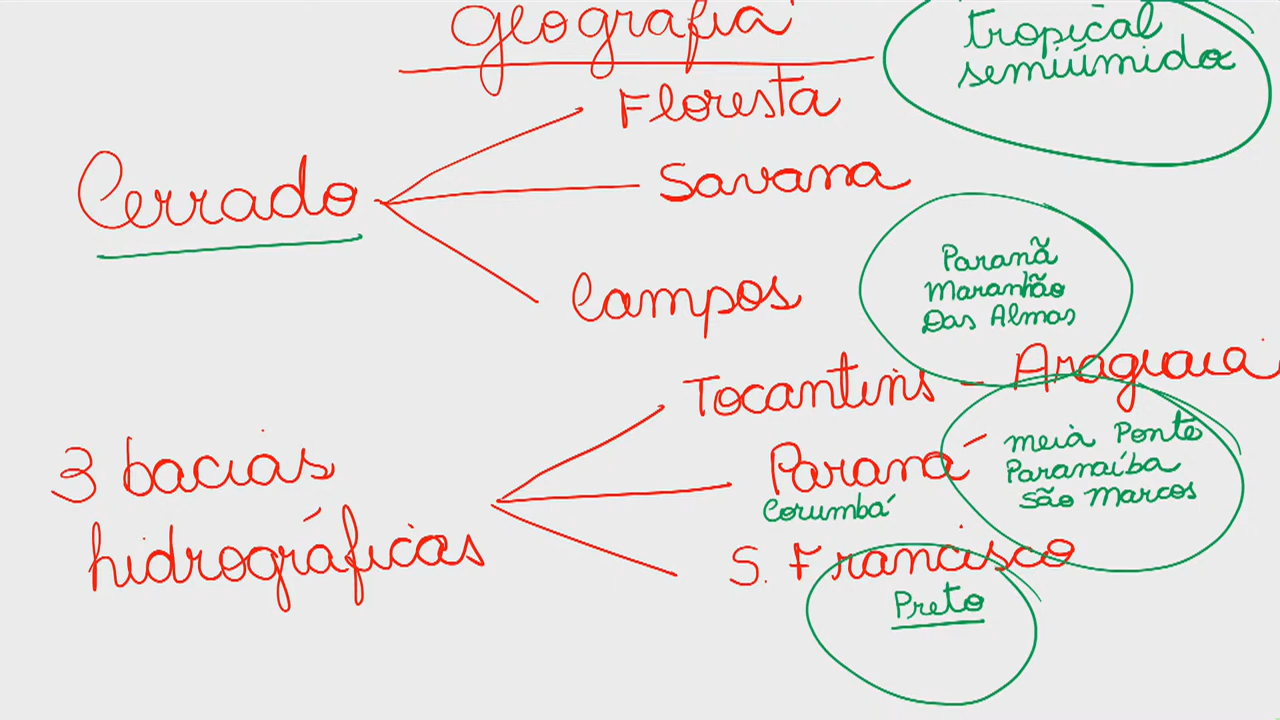 Geografia
tropical
semiúmido
Floresta
Cerrado
Savana
Campos
Paranã
Maranhão
Das Almas
3 bacias
hidrográficas
Tocantins - Araguaia
Paraná
Corumbá
meia Ponte
Paranaíba
São Marcos
S. Francisco
Preto